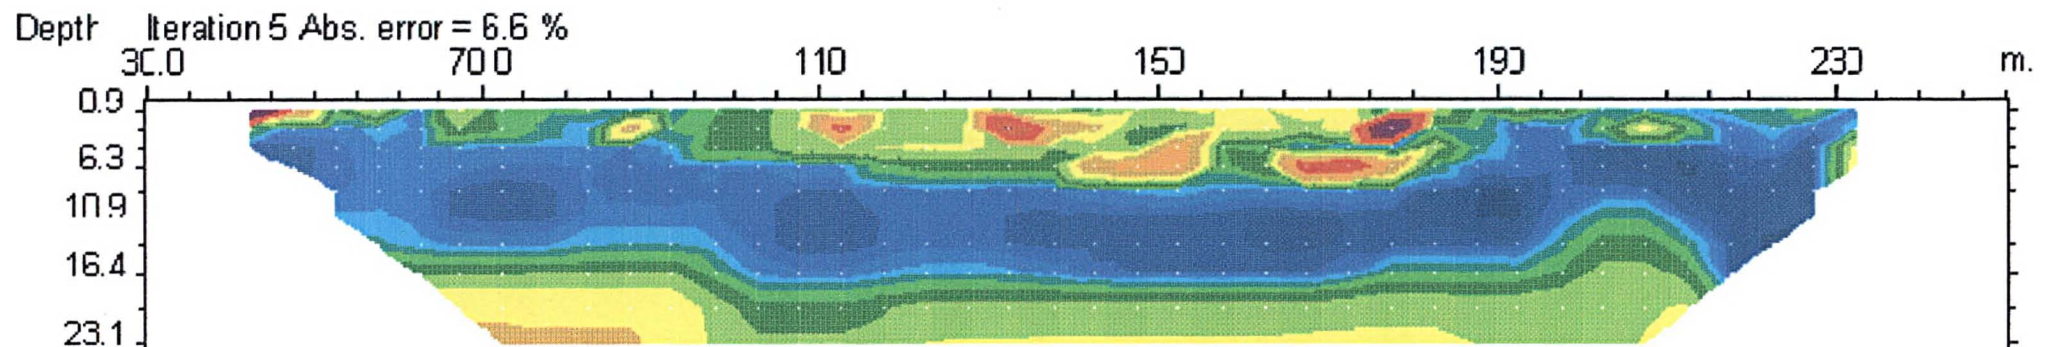 Depth Iteration 5 Abs. error = 6.6 %
30.0 70.0 110 150 190 230 m.
0.9
6.3
10.9
16.4
23.1